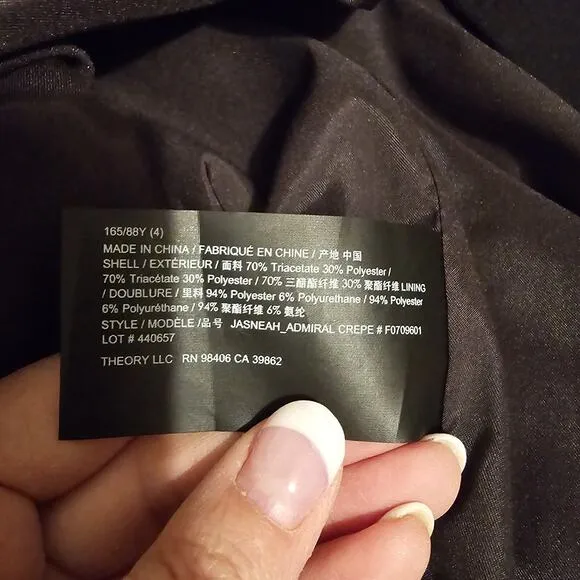 165/88Y (4)
MADE IN CHINA / FABRIQUÉ EN CHINE / 产地 中国
SHELL / EXTÉRIEUR / 面料 70% Triacetate 30% Polyester /
70% Triacétate 30% Polyester / 70% 三醋酯纤维 30% 聚酯纤维 LINING
/ DOUBLURE / 里料 94% Polyester 6% Polyurethane / 94% Polyester
6% Polyuréthane / 94% 聚酯纤维 6% 氨纶
STYLE / MODÈLE / 品号 JASNEAH_ADMIRAL CREPE # F0709601
LOT # 440657
THEORY LLC RN 98406 CA 39862